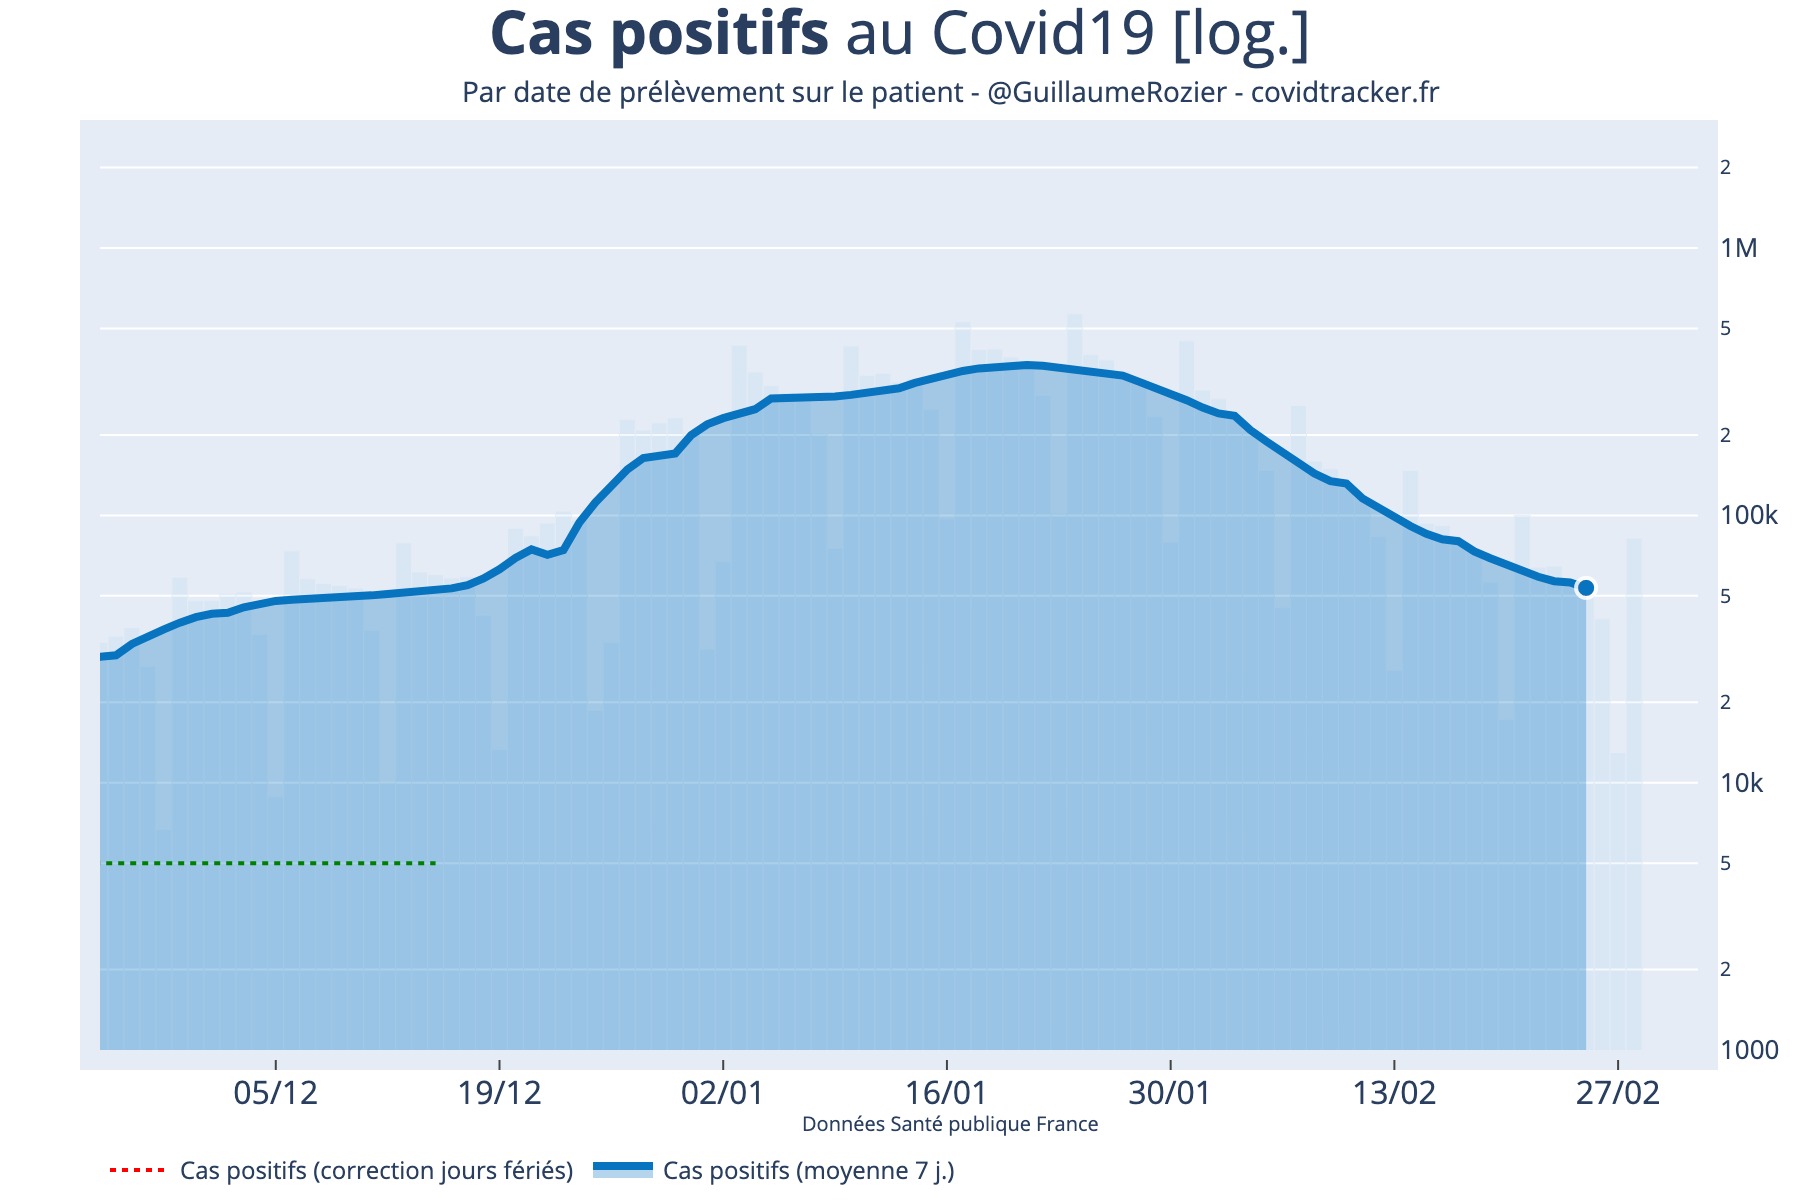 Cas positifs au Covid19 [log.]
Par date de prélèvement sur le patient - @GuillaumeRozier - covidtracker.fr
2
1M
5
2
100k
5
2
10k
5
2
1000
05/12 19/12 02/01 16/01 30/01 13/02 27/02
Données Santé publique France
Cas positifs (correction jours fériés) Cas positifs (moyenne 7 j.)